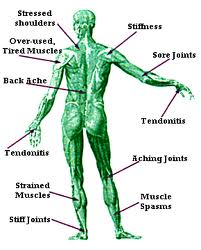 Stressed
shoulders
Stiffness
Over-used,
Tired Muscles
Sore Joints
Back Ache
Tendonitis
Tendonitis
Aching Joints
Strained
Muscles
Muscle
Spasms
Stiff Joints